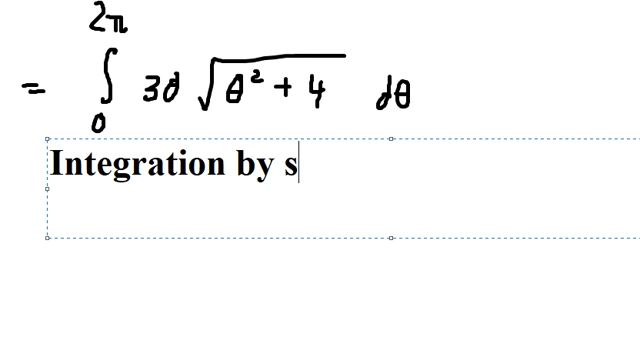 2π
= ∫ 3θ √(θ² + 4) dθ
0
Integration by s